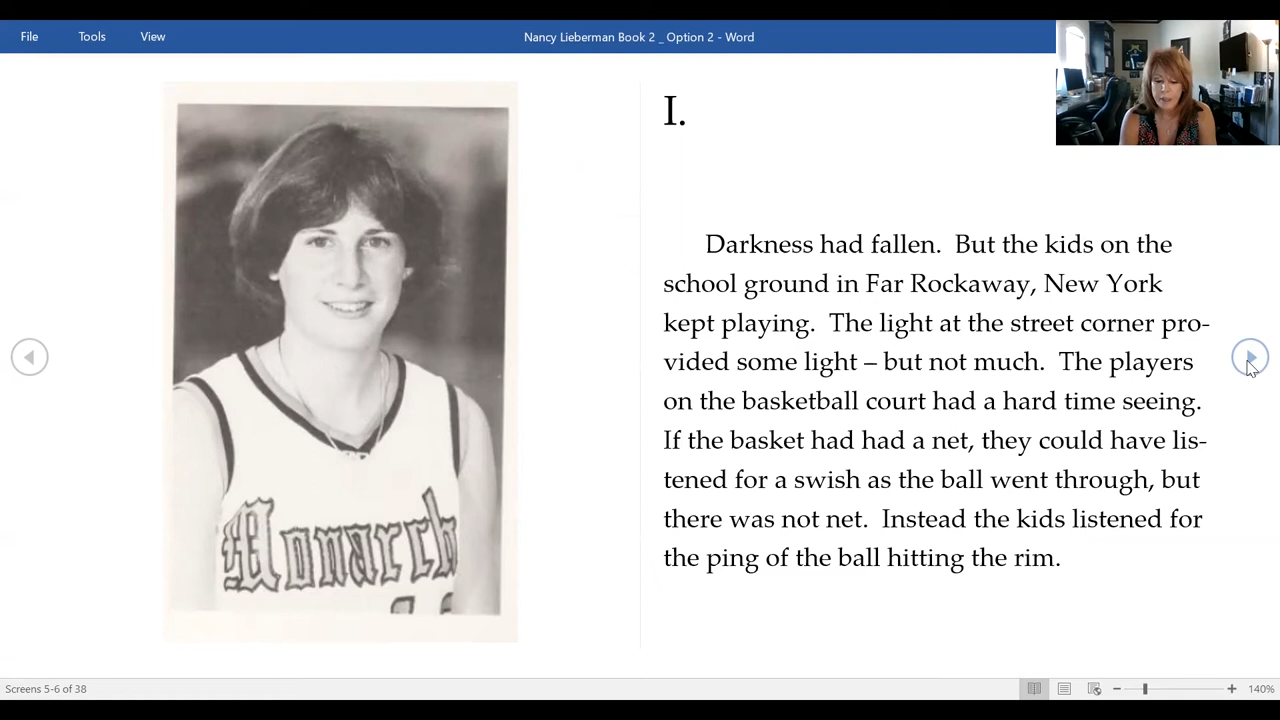 File Tools View Nancy Lieberman Book 2 _ Option 2 - Word
Monarch
I.
Darkness had fallen.  But the kids on the
school ground in Far Rockaway, New York
kept playing.  The light at the street corner pro-
vided some light – but not much.  The players
on the basketball court had a hard time seeing.
If the basket had had a net, they could have lis-
tened for a swish as the ball went through, but
there was not net.  Instead the kids listened for
the ping of the ball hitting the rim.
Screens 5-6 of 38 140%